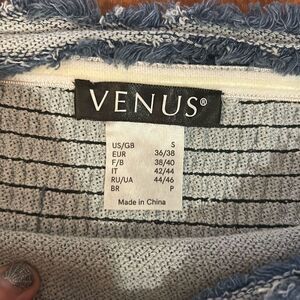 VENUS®
US/GB S
EUR 36/38
F/B 38/40
IT 42/44
RU/UA 44/46
BR P
Made in China